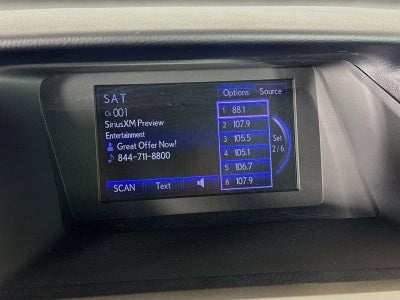 SAT
Options Source
001
SiriusXM Preview
Entertainment
Great Offer Now!
844-711-8800
1 88.1
2 107.9
3 105.5
4 105.1
5 106.7
6 107.9
Set
2/6
SCAN Text